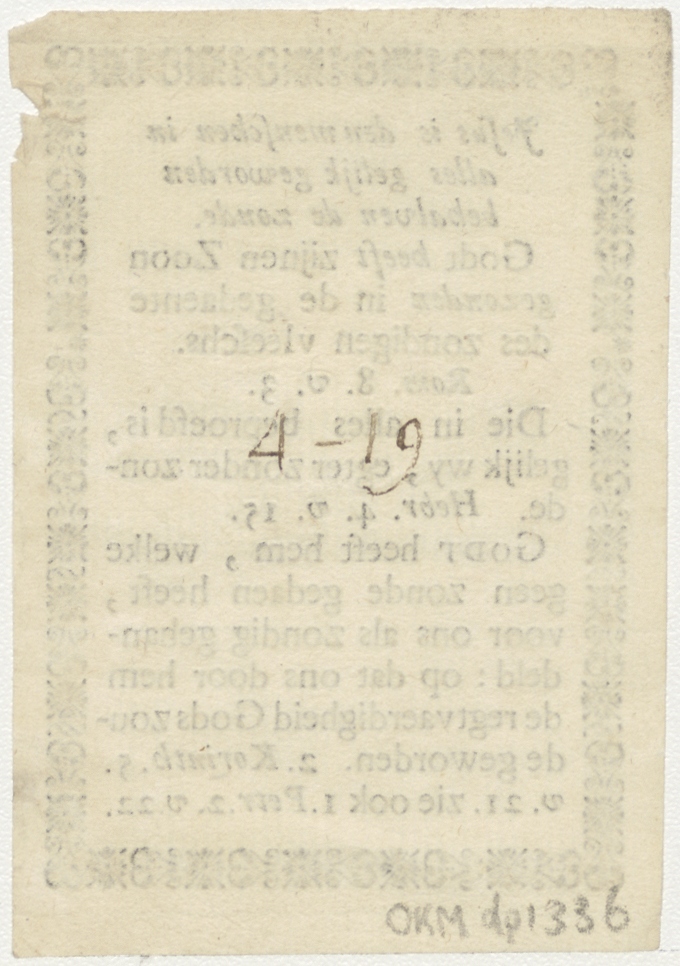 Jesus is den menschen in
alles gelijk geworden
behalven de zonde.
Godt heeft zijnen Zoon
gezonden in de gedaente
des zondigen vleeschs.
Rom. 8. v. 3.
Die in alles beproefd is,
gelijk wy, egter zonder zon-
de. Hebr. 4. v. 15.
GODT heeft hem, welke
geen zonde gedaen heeft,
voor ons als zondig gehan-
deld: op dat ons door hem
de regtvaerdigheid Gods zou-
de geworden. 2. Korinth. 5.
v. 21. zie ook 1. Petr. 2. v. 22.
4-19
OKM dp1336